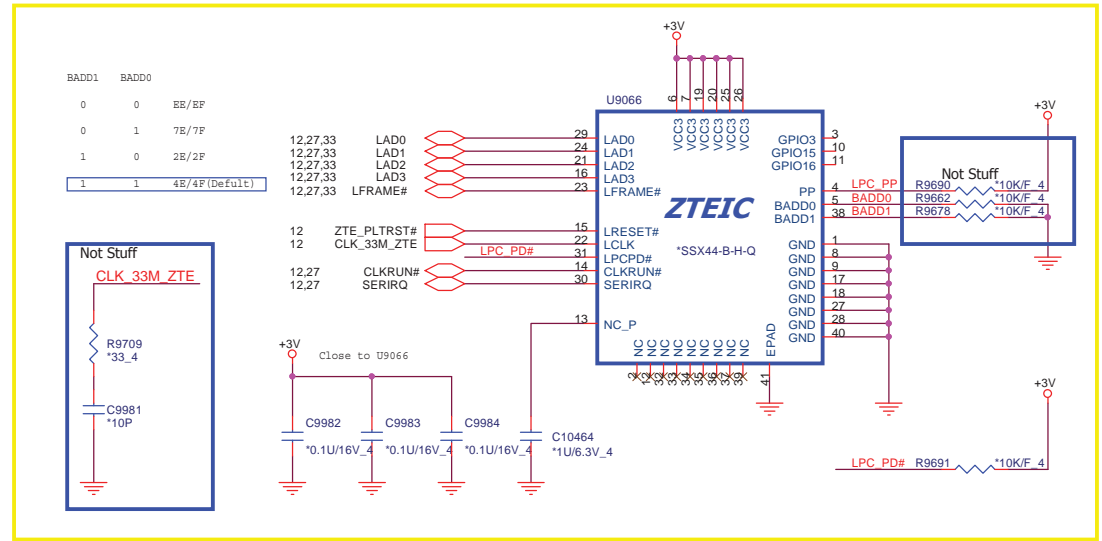 BADD1 BADD0
0 0 EE/EF
0 1 7E/7F
1 0 2E/2F
1 1 4E/4F(Defult)
Not Stuff
CLK_33M_ZTE
R9709
*33_4
C9981
*10P
12,27,33 LAD0
12,27,33 LAD1
12,27,33 LAD2
12,27,33 LAD3
12,27,33 LFRAME#
12 ZTE_PLTRST#
12 CLK_33M_ZTE
LPC_PD#
12,27 CLKRUN#
12,27 SERIRQ
+3V
Close to U9066
C9982
*0.1U/16V_4
C9983
*0.1U/16V_4
C9984
*0.1U/16V_4
C10464
*1U/6.3V_4
+3V
U9066
6 7 19 20 25 26
VCC3 VCC3 VCC3 VCC3 VCC3 VCC3
29 LAD0
24 LAD1
21 LAD2
16 LAD3
23 LFRAME#
15 LRESET#
22 LCLK
31 LPCPD#
14 CLKRUN#
30 SERIRQ
13 NC_P
ZTEIC
*SSX44-B-H-Q
GPIO3 3
GPIO15 10
GPIO16 11
PP 4
BADD0 5
BADD1 38
GND 1
GND 8
GND 9
GND 17
GND 18
GND 27
GND 28
GND 40
NC NC NC NC NC NC NC NC NC
2 12 32 33 34 35 36 37 39
EPAD
41
+3V
Not Stuff
LPC_PP R9690 *10K/F_4
BADD0 R9662 *10K/F_4
BADD1 R9678 *10K/F_4
+3V
LPC_PD# R9691 *10K/F_4